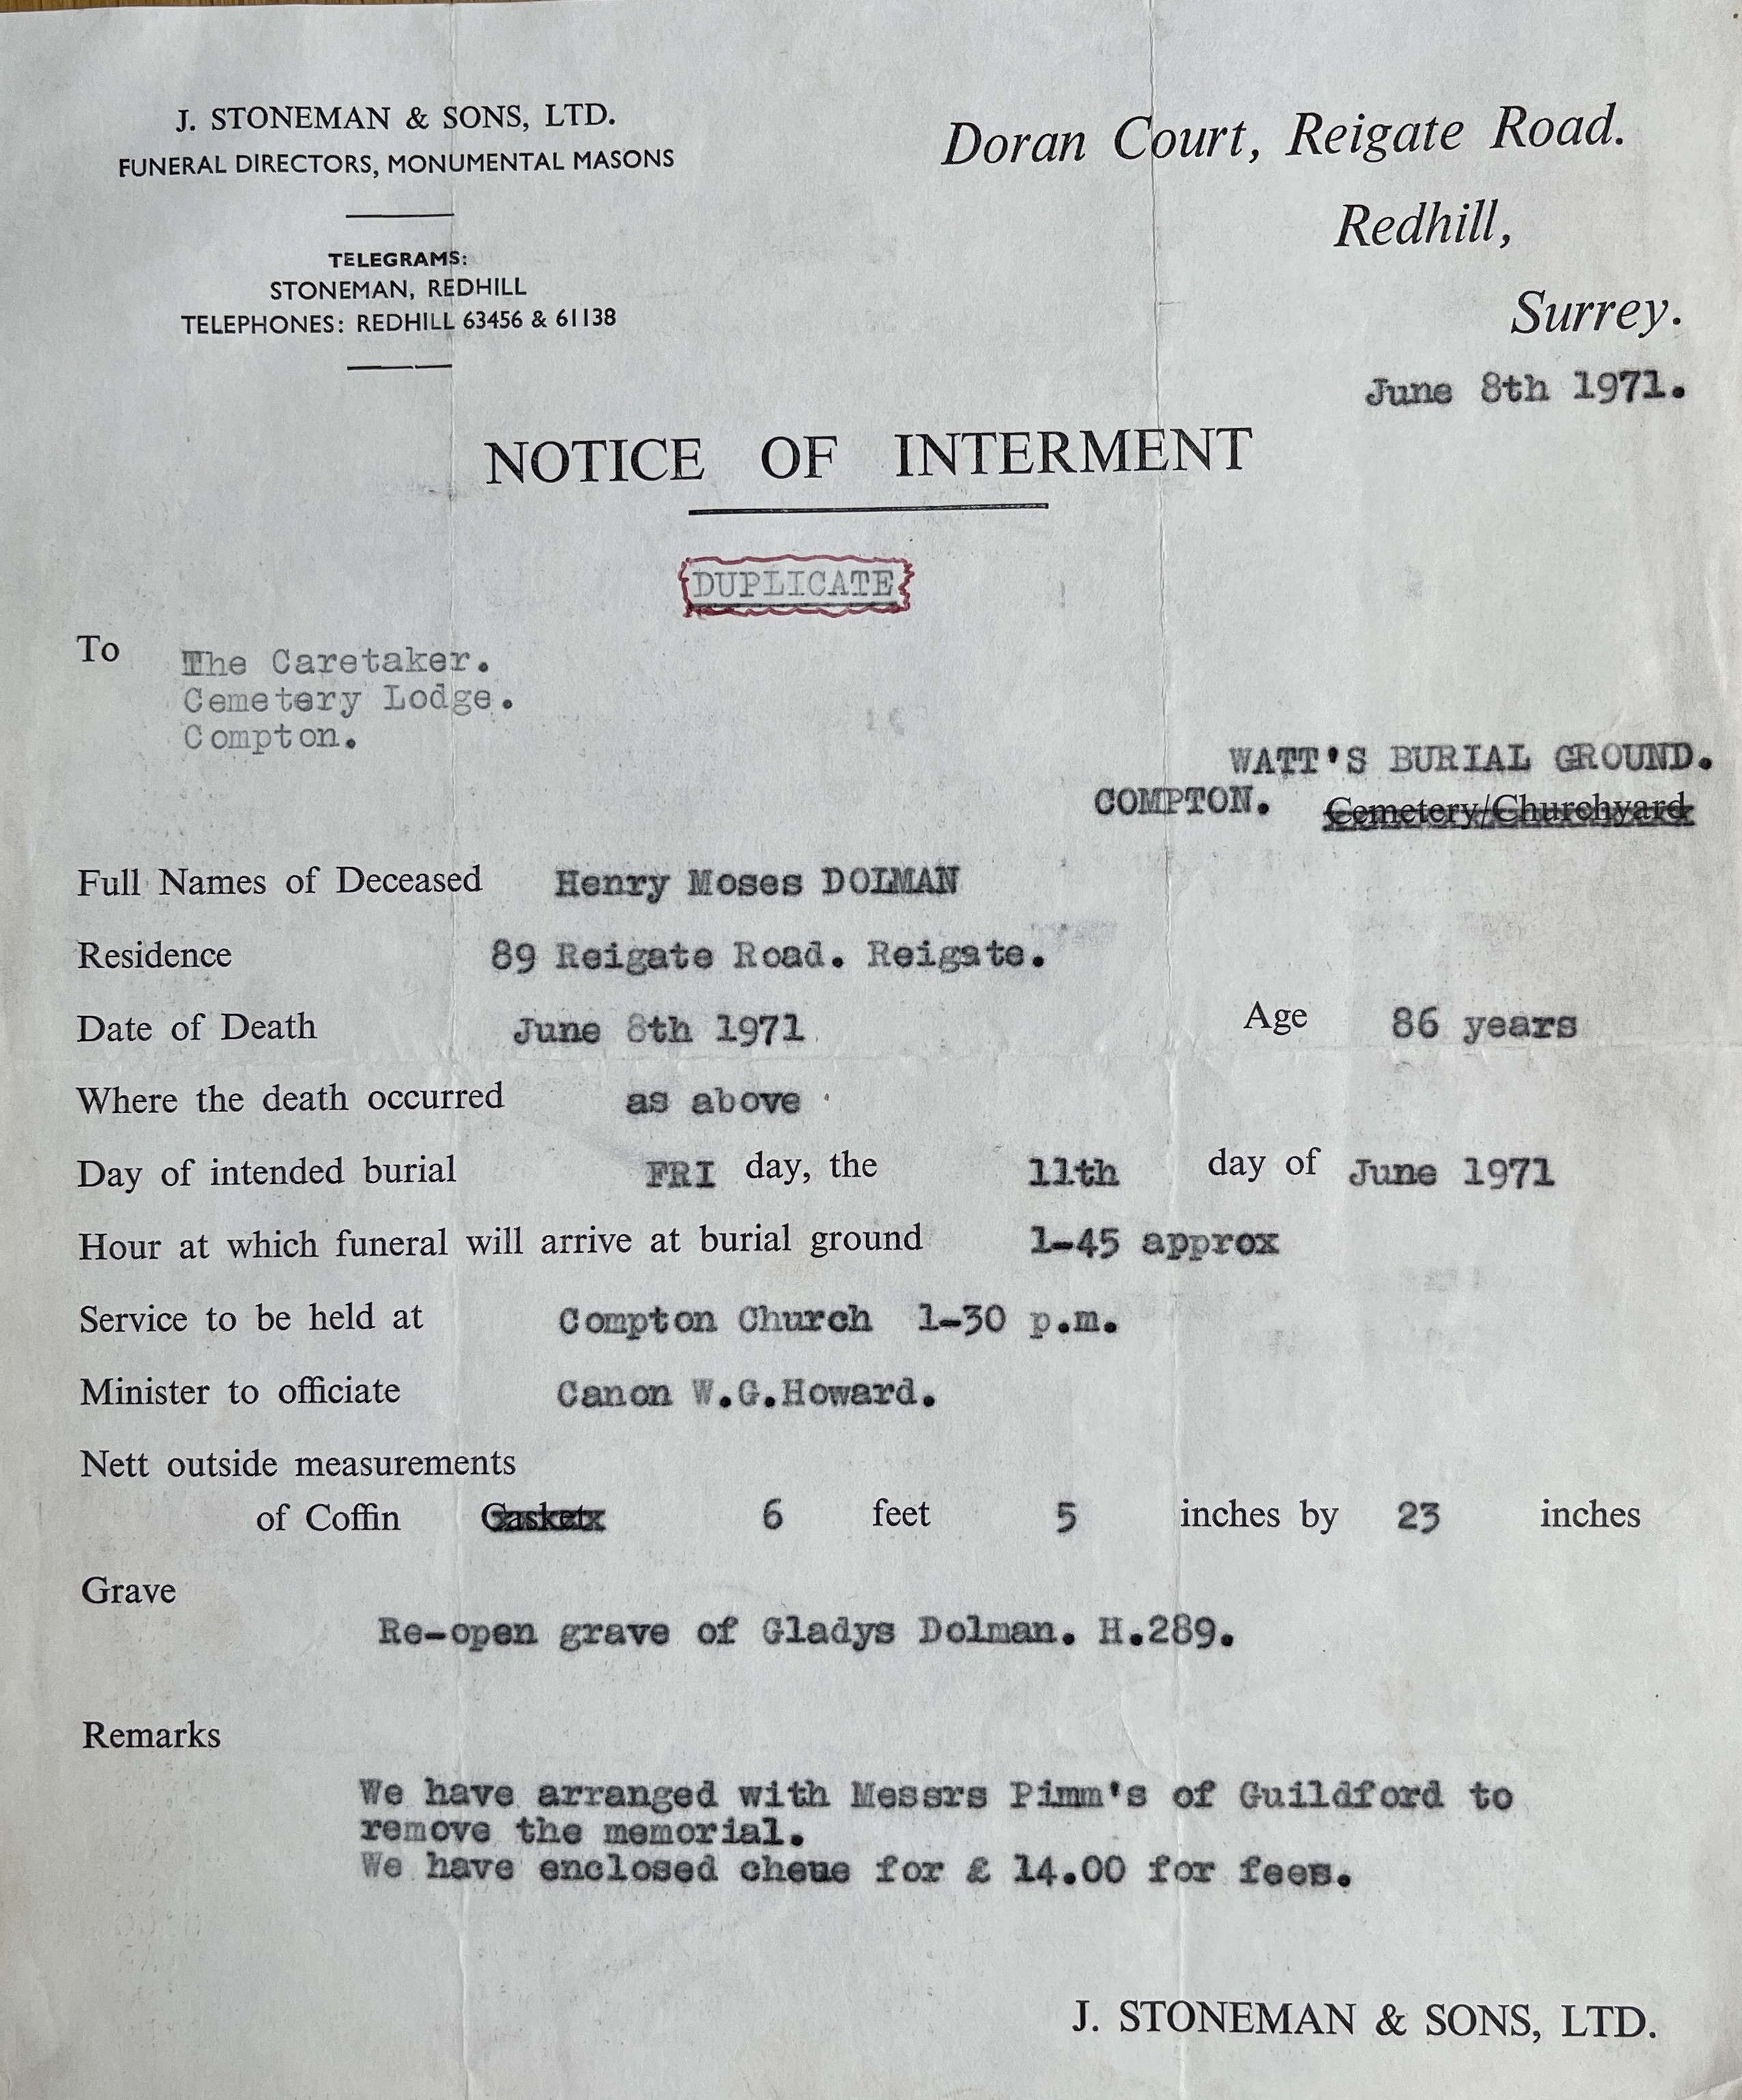 J. STONEMAN & SONS, LTD.
FUNERAL DIRECTORS, MONUMENTAL MASONS
TELEGRAMS:
STONEMAN, REDHILL
TELEPHONES: REDHILL 63456 & 61138
Doran Court, Reigate Road.
Redhill,
Surrey.
June 8th 1971.
NOTICE OF INTERMENT
DUPLICATE
To The Caretaker.
Cemetery Lodge.
Compton.
WATT'S BURIAL GROUND.
COMPTON. Cemetery/Churchyard
Full Names of Deceased Henry Moses DOLMAN
Residence 89 Reigate Road. Reigate.
Date of Death June 8th 1971 Age 86 years
Where the death occurred as above
Day of intended burial FRI day, the 11th day of June 1971
Hour at which funeral will arrive at burial ground 1-45 approx
Service to be held at Compton Church 1-30 p.m.
Minister to officiate Canon W.G.Howard.
Nett outside measurements
of Coffin Casket 6 feet 5 inches by 23 inches
Grave
Re-open grave of Gladys Dolman. H.289.
Remarks
We have arranged with Messrs Pimm's of Guildford to
remove the memorial.
We have enclosed cheue for £ 14.00 for fees.
J. STONEMAN & SONS, LTD.